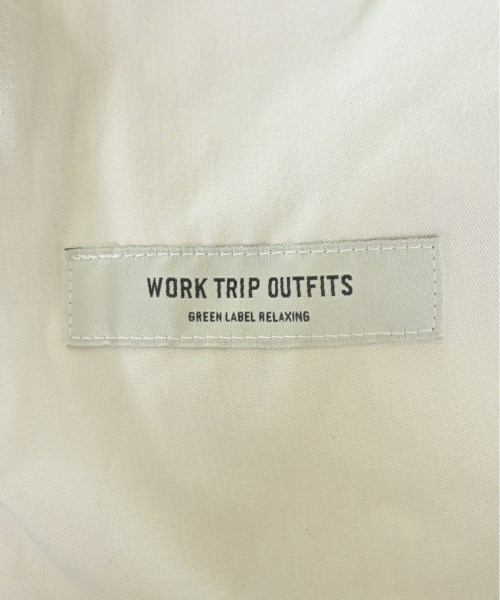 WORK TRIP OUTFITS
GREEN LABEL RELAXING